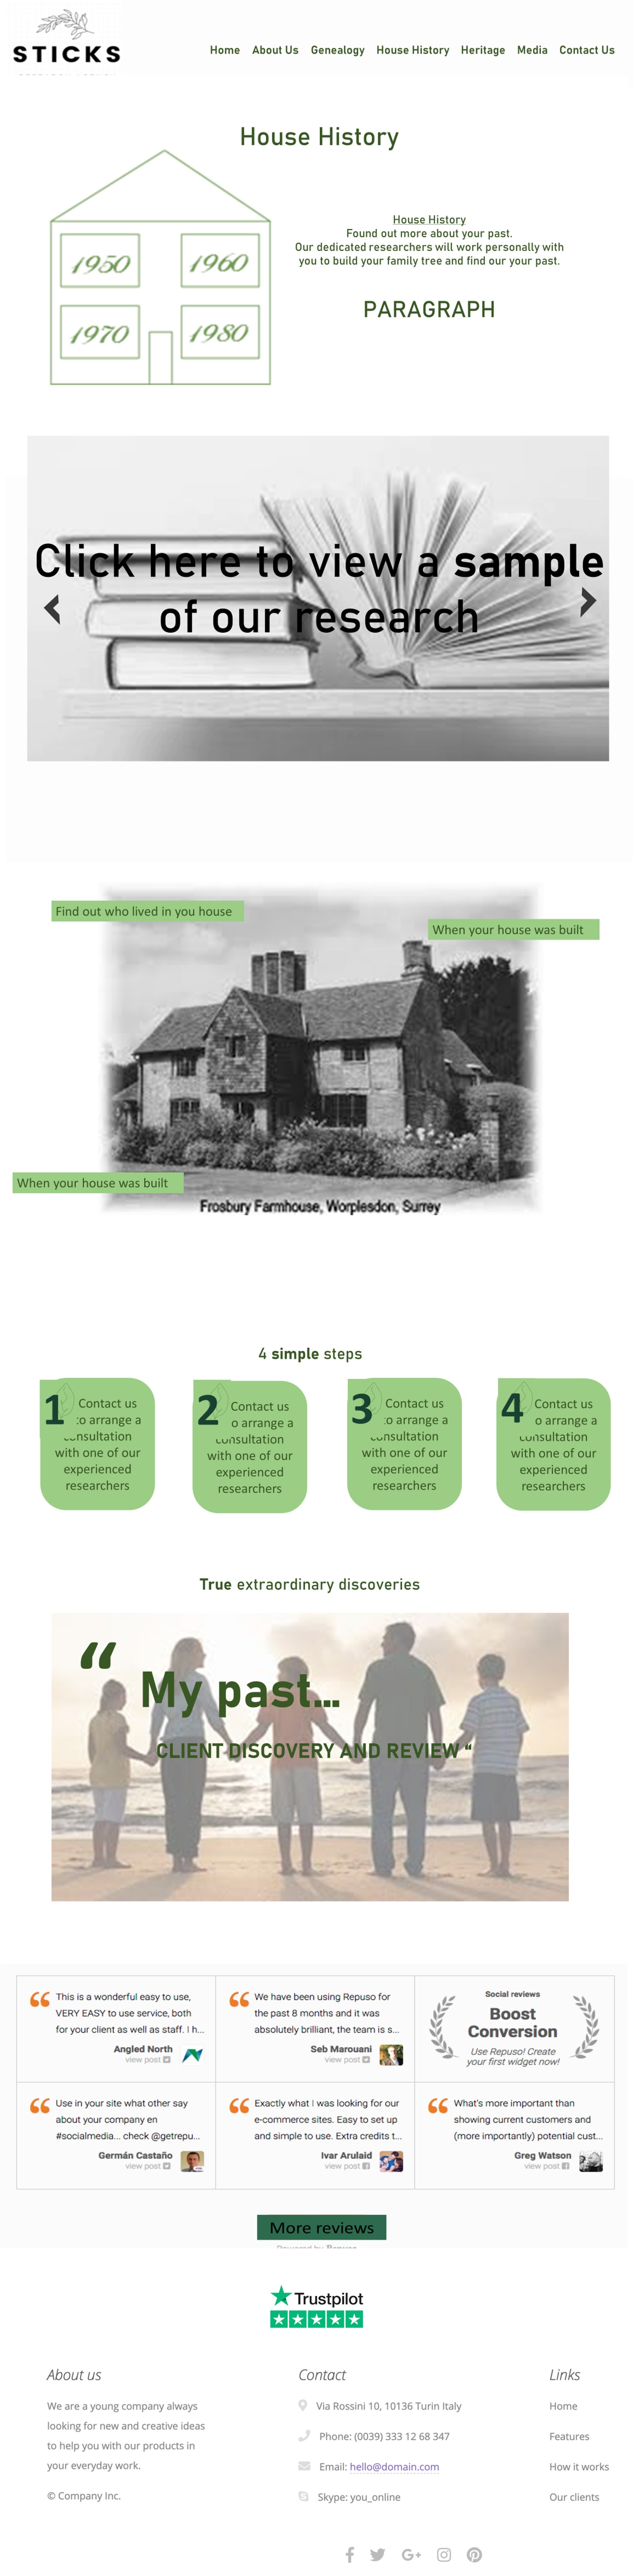 STICKS
Home About Us Genealogy House History Heritage Media Contact Us
House History
1950 1960
1970 1980
House History
Found out more about your past.
Our dedicated researchers will work personally with
you to build your family tree and find our your past.
PARAGRAPH
Click here to view a sample
of our research
Find out who lived in you house
When your house was built
When your house was built
Frosbury Farmhouse, Worplesdon, Surrey
4 simple steps
1 Contact us
to arrange a
consultation
with one of our
experienced
researchers
2 Contact us
o arrange a
consultation
with one of our
experienced
researchers
3 Contact us
to arrange a
consultation
with one of our
experienced
researchers
4 Contact us
o arrange a
consultation
with one of our
experienced
researchers
True extraordinary discoveries
“ My past...
CLIENT DISCOVERY AND REVIEW “
“ This is a wonderful easy to use,
VERY EASY to use service, both
for your client as well as staff. I h...
Angled North
view post
“ We have been using Repuso for
the past 8 months and it was
absolutely brilliant, the team is s...
Seb Marouani
view post
Social reviews
Boost
Conversion
Use Repuso! Create
your first widget now!
“ Use in your site what other say
about your company en
#socialmedia... check @getrepu...
Germán Castaño
view post
“ Exactly what I was looking for our
e-commerce sites. Easy to set up
and simple to use. Extra credits t...
Ivar Arulaid
view post
“ What's more important than
showing current customers and
(more importantly) potential cust...
Greg Watson
view post
More reviews
Powered by Repuso
Trustpilot
About us
We are a young company always
looking for new and creative ideas
to help you with our products in
your everyday work.
© Company Inc.
Contact
Via Rossini 10, 10136 Turin Italy
Phone: (0039) 333 12 68 347
Email: hello@domain.com
Skype: you_online
Links
Home
Features
How it works
Our clients